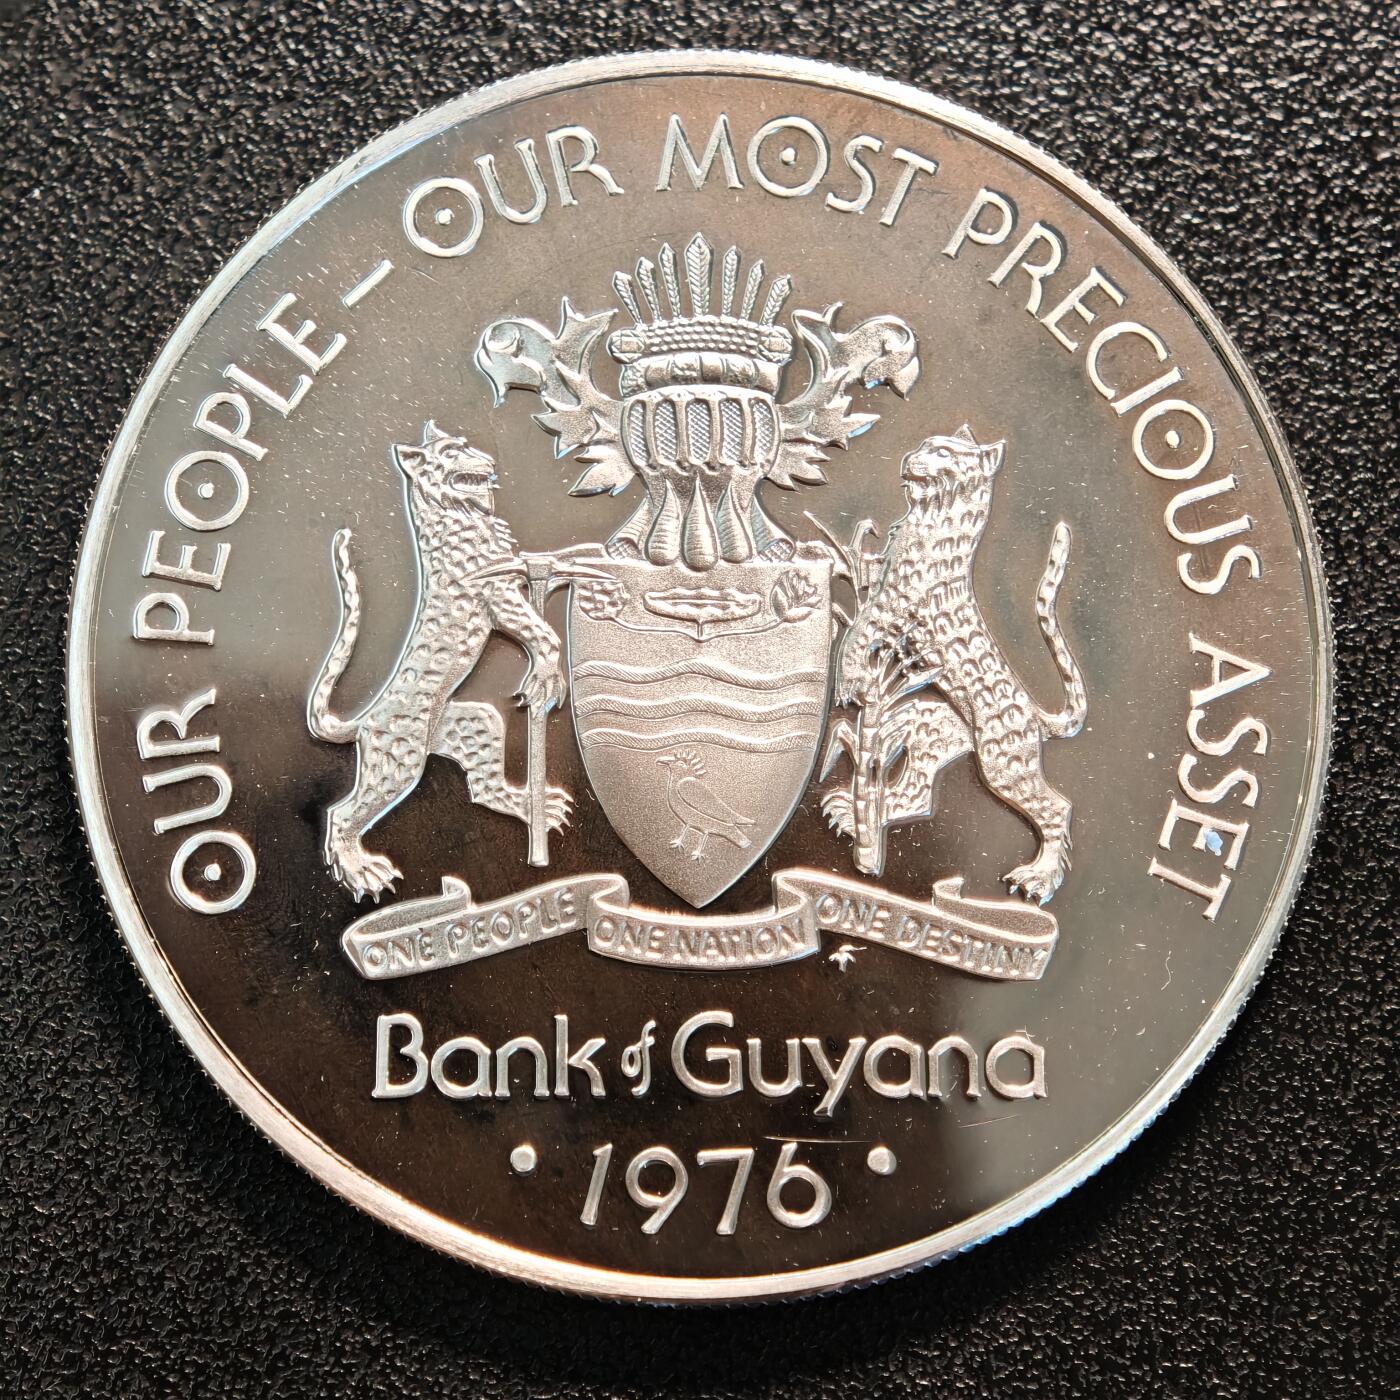 OUR PEOPLE – OUR MOST PRECIOUS ASSET
ONE PEOPLE ONE NATION ONE DESTINY
Bank of Guyana
• 1976 •